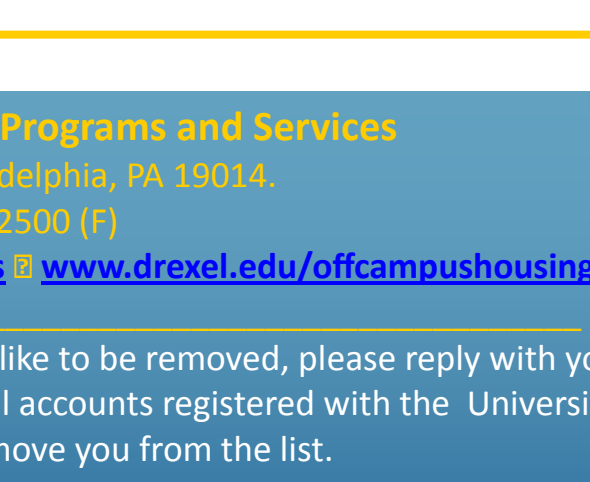 Programs and Services
delphia, PA 19014.
2500 (F)
s ⍰ www.drexel.edu/offcampushousing
like to be removed, please reply with yo
l accounts registered with the Universi
move you from the list.